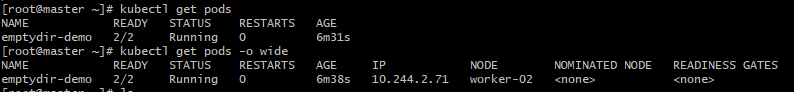 [root@master ~]# kubectl get pods
NAME READY STATUS RESTARTS AGE
emptydir-demo 2/2 Running 0 6m31s
[root@master ~]# kubectl get pods -o wide
NAME READY STATUS RESTARTS AGE IP NODE NOMINATED NODE READINESS GATES
emptydir-demo 2/2 Running 0 6m38s 10.244.2.71 worker-02 <none> <none>